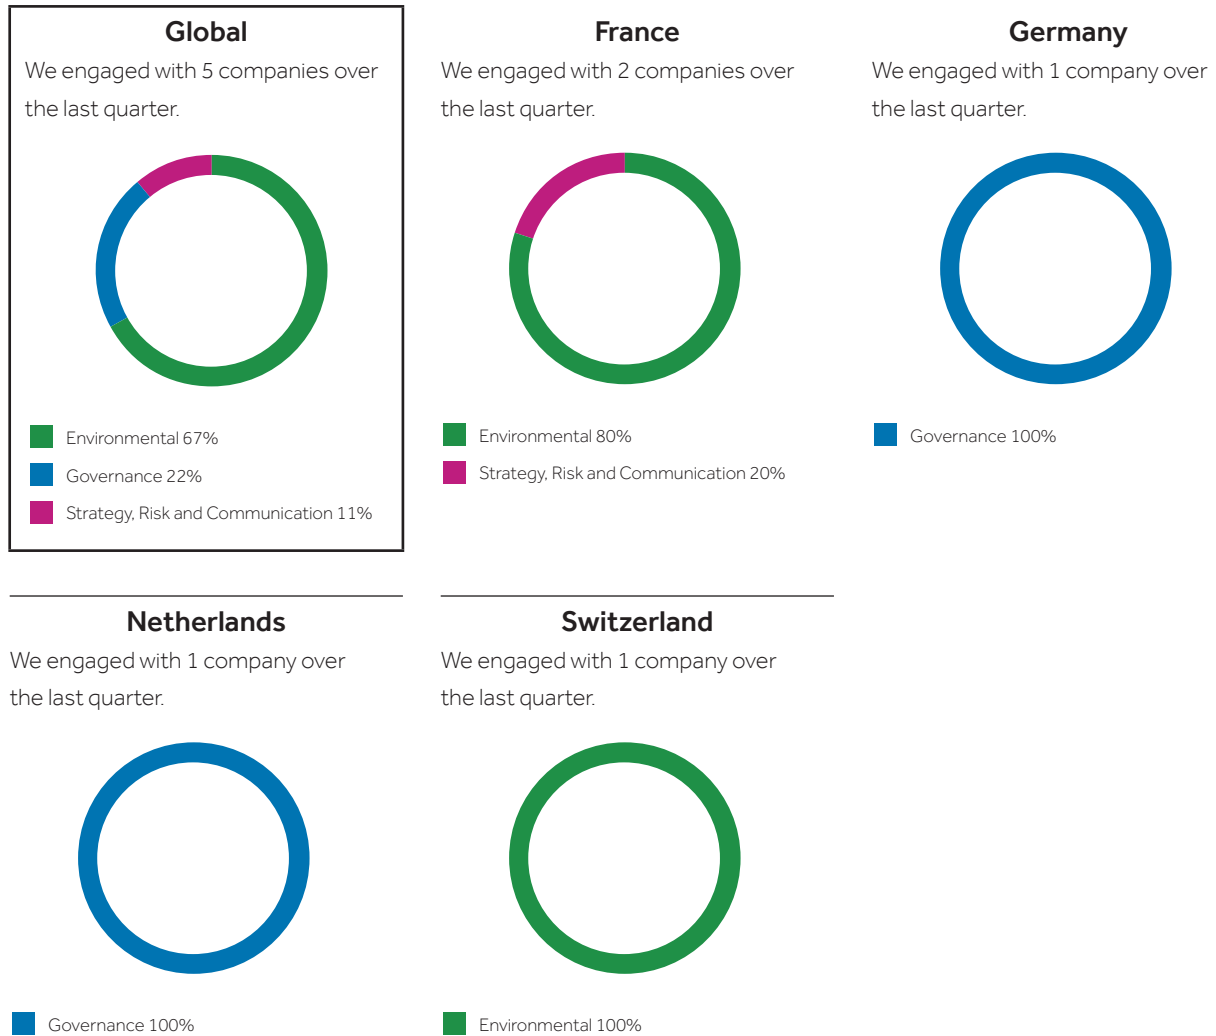 Global
We engaged with 5 companies over
the last quarter.
Environmental 67%
Governance 22%
Strategy, Risk and Communication 11%
France
We engaged with 2 companies over
the last quarter.
Environmental 80%
Strategy, Risk and Communication 20%
Germany
We engaged with 1 company over
the last quarter.
Governance 100%
Netherlands
We engaged with 1 company over
the last quarter.
Governance 100%
Switzerland
We engaged with 1 company over
the last quarter.
Environmental 100%